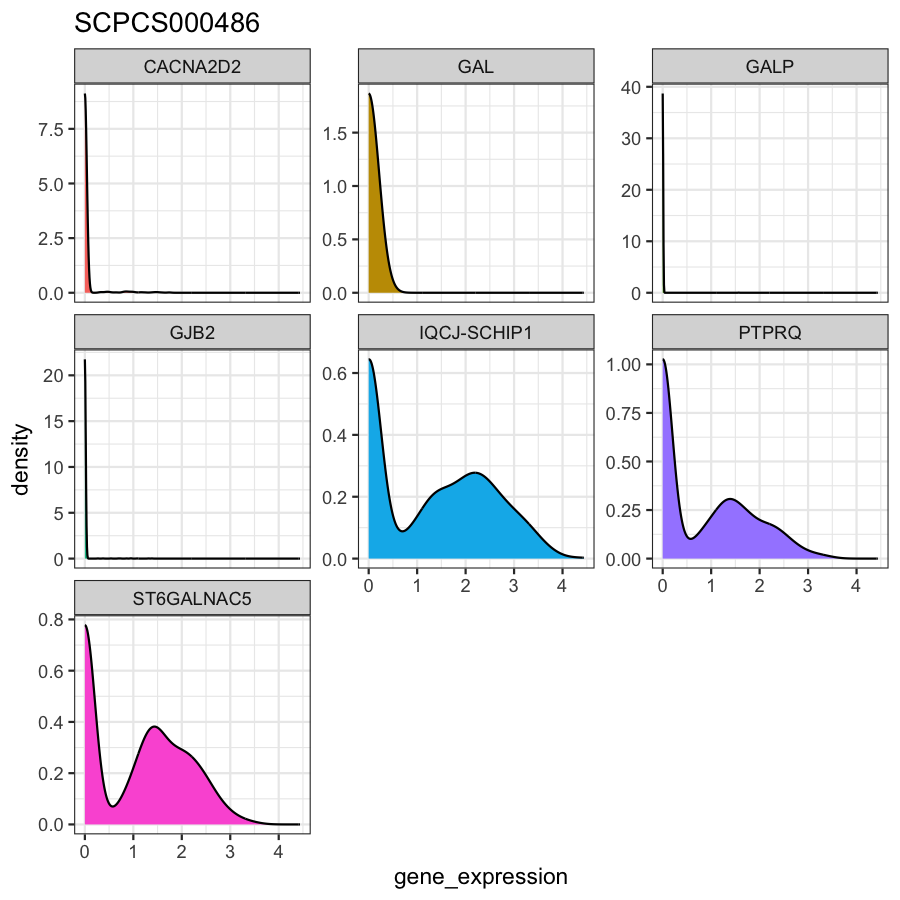 SCPCS000486
CACNA2D2 GAL GALP
7.5 5.0 2.5 0.0
1.5 1.0 0.5 0.0
40 30 20 10 0
GJB2 IQCJ-SCHIP1 PTPRQ
density
20 15 10 5 0
0.6 0.4 0.2 0.0
1.00 0.75 0.50 0.25 0.00
0 1 2 3 4
0 1 2 3 4
ST6GALNAC5
0.8 0.6 0.4 0.2 0.0
0 1 2 3 4
gene_expression